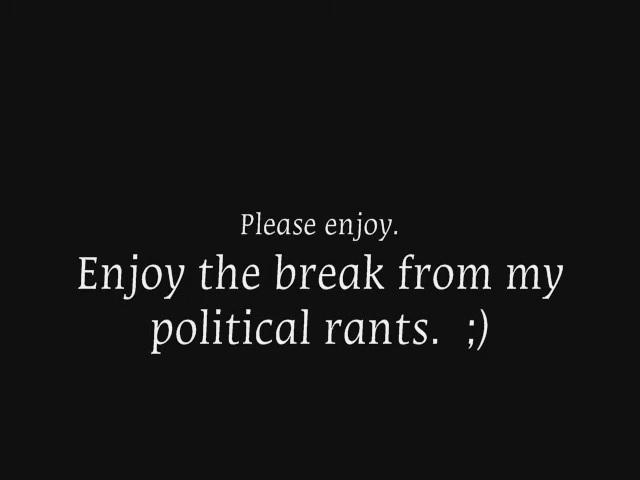 Please enjoy.
Enjoy the break from my
political rants.  ;)